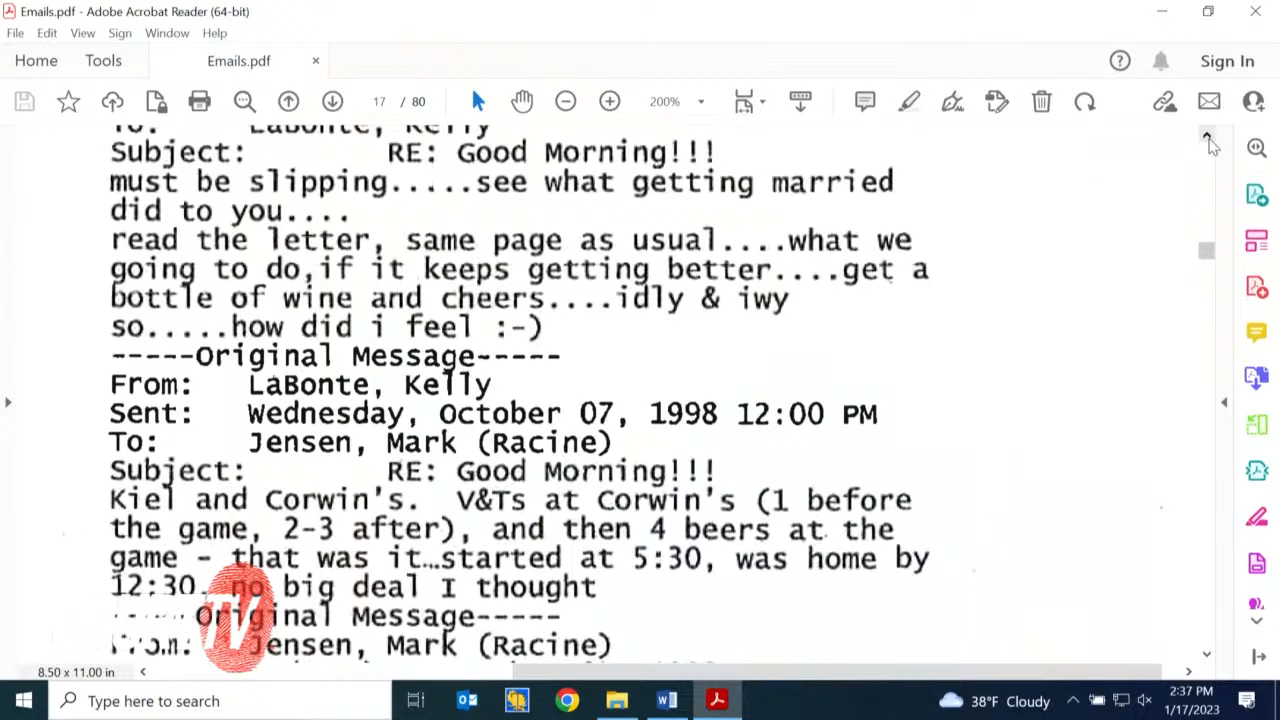 Emails.pdf - Adobe Acrobat Reader (64-bit)
File Edit View Sign Window Help
Home Tools Emails.pdf × Sign In
17 / 80 200%
To: LaBonte, Kelly
Subject: RE: Good Morning!!!
must be slipping.....see what getting married
did to you....
read the letter, same page as usual....what we
going to do,if it keeps getting better....get a
bottle of wine and cheers....idly & iwy
so.....how did i feel :-)
-----Original Message-----
From: LaBonte, Kelly
Sent: Wednesday, October 07, 1998 12:00 PM
To: Jensen, Mark (Racine)
Subject: RE: Good Morning!!!
Kiel and Corwin's. V&Ts at Corwin's (1 before
the game, 2-3 after), and then 4 beers at the
game - that was it…started at 5:30, was home by
12:30, no big deal I thought
-----Original Message-----
From: Jensen, Mark (Racine)
TV
8.50 x 11.00 in
Type here to search
38°F Cloudy
2:37 PM
1/17/2023